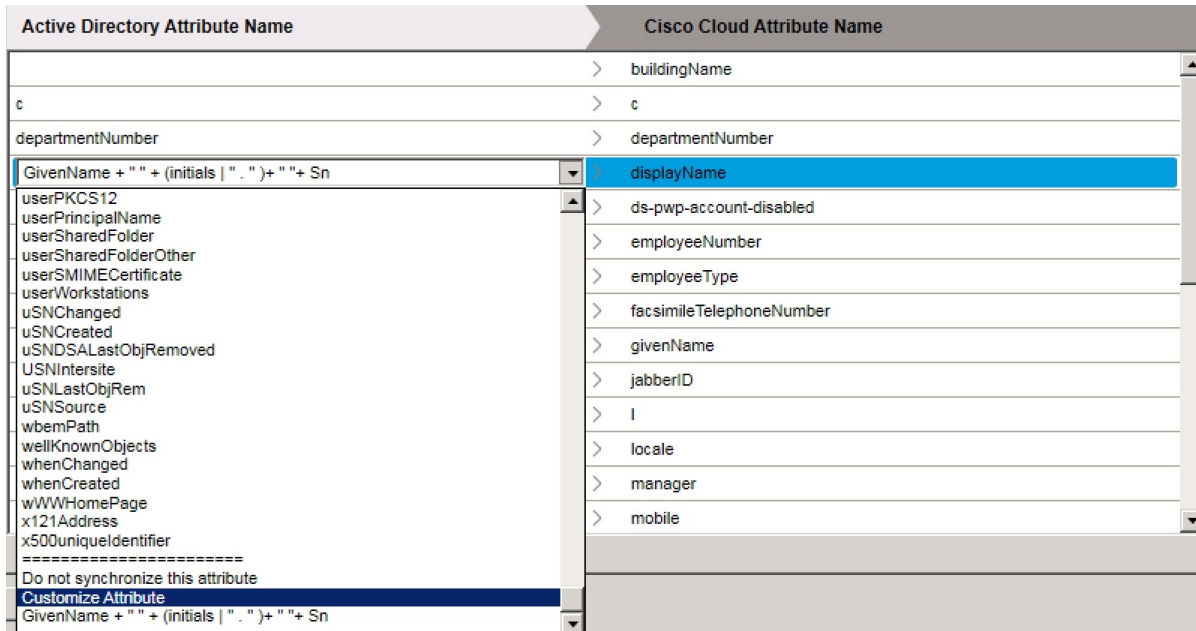 Active Directory Attribute Name
Cisco Cloud Attribute Name
buildingName
c
c
departmentNumber
departmentNumber
GivenName + " " + (initials | " . " )+ " "+ Sn
displayName
userPKCS12
userPrincipalName
userSharedFolder
userSharedFolderOther
userSMIMECertificate
userWorkstations
uSNChanged
uSNCreated
uSNDSALastObjRemoved
USNIntersite
uSNLastObjRem
uSNSource
wbemPath
wellKnownObjects
whenChanged
whenCreated
wWWHomePage
x121Address
x500uniqueIdentifier
=======================
Do not synchronize this attribute
Customize Attribute
GivenName + " " + (initials | " . " )+ " "+ Sn
ds-pwp-account-disabled
employeeNumber
employeeType
facsimileTelephoneNumber
givenName
jabberID
l
locale
manager
mobile